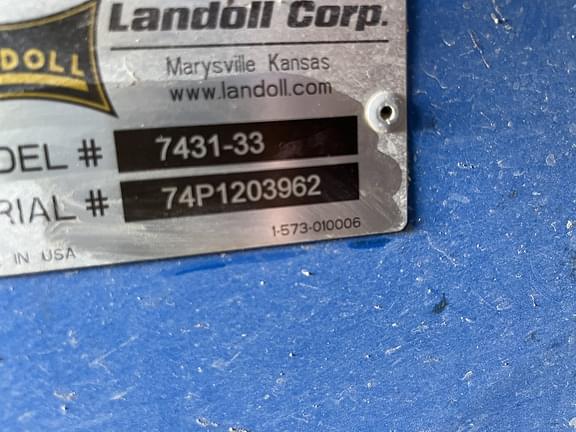 Landoll Corp.
DOLL
Marysville Kansas
www.landoll.com
DEL # 7431-33
RIAL # 74P1203962
1-573-010006
IN USA